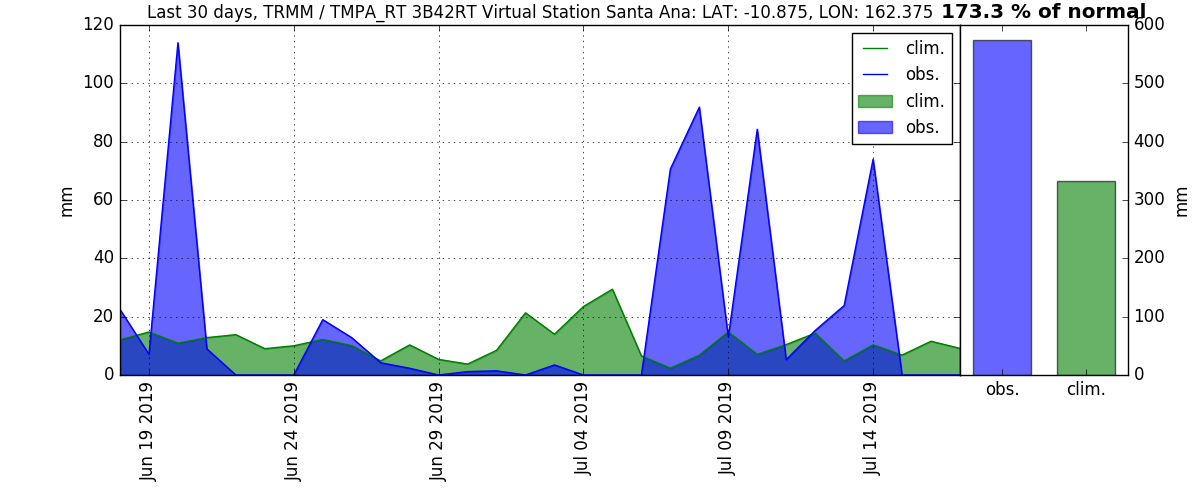 Last 30 days, TRMM / TMPA_RT 3B42RT Virtual Station Santa Ana: LAT: -10.875, LON: 162.375 173.3 % of normal
120
100
80
60
40
20
0
mm
clim.
obs.
clim.
obs.
Jun 19 2019
Jun 24 2019
Jun 29 2019
Jul 04 2019
Jul 09 2019
Jul 14 2019
600
500
400
300
200
100
0
mm
obs.
clim.